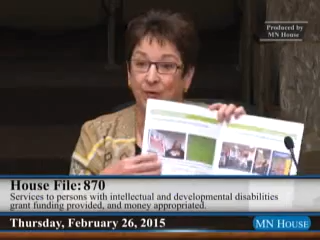 Produced by
MN House
House File: 870
Services to persons with intellectual and developmental disabilities
grant funding provided, and money appropriated.
Thursday, February 26, 2015
MN HOUSE